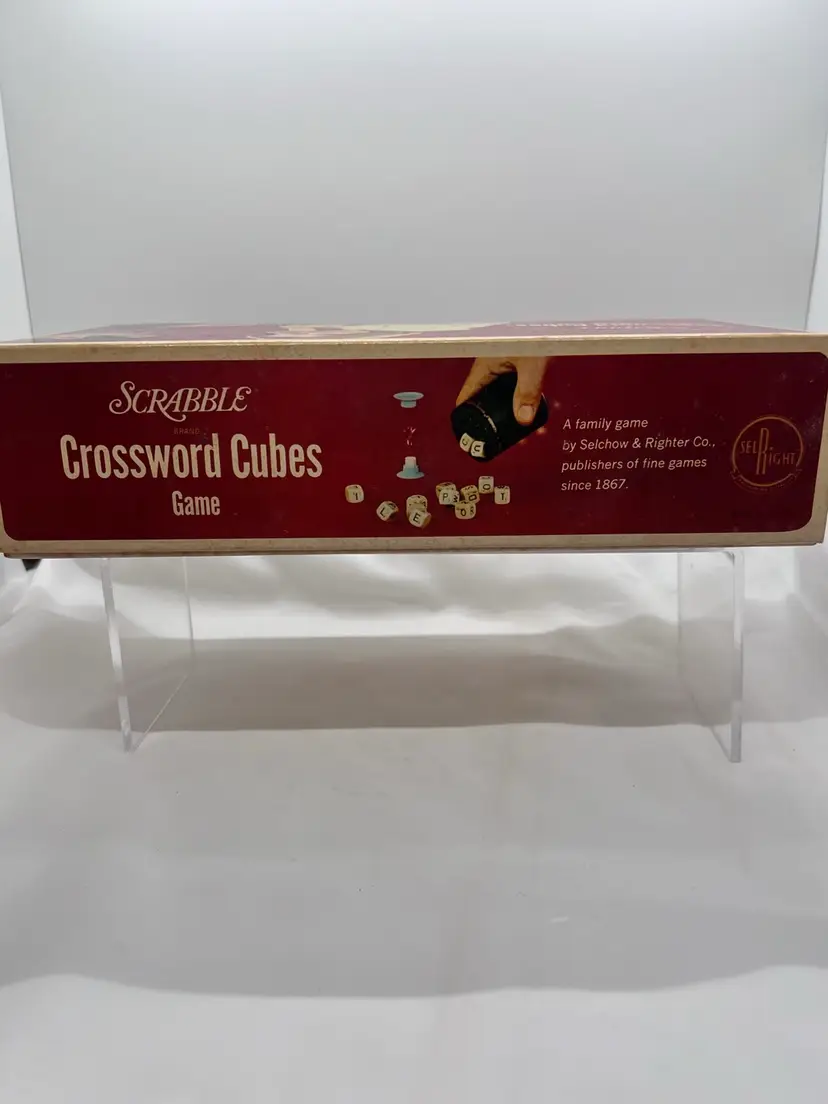 SCRABBLE
BRAND
Crossword Cubes
Game
A family game
by Selchow & Righter Co.,
publishers of fine games
since 1867.
SELRIGHT